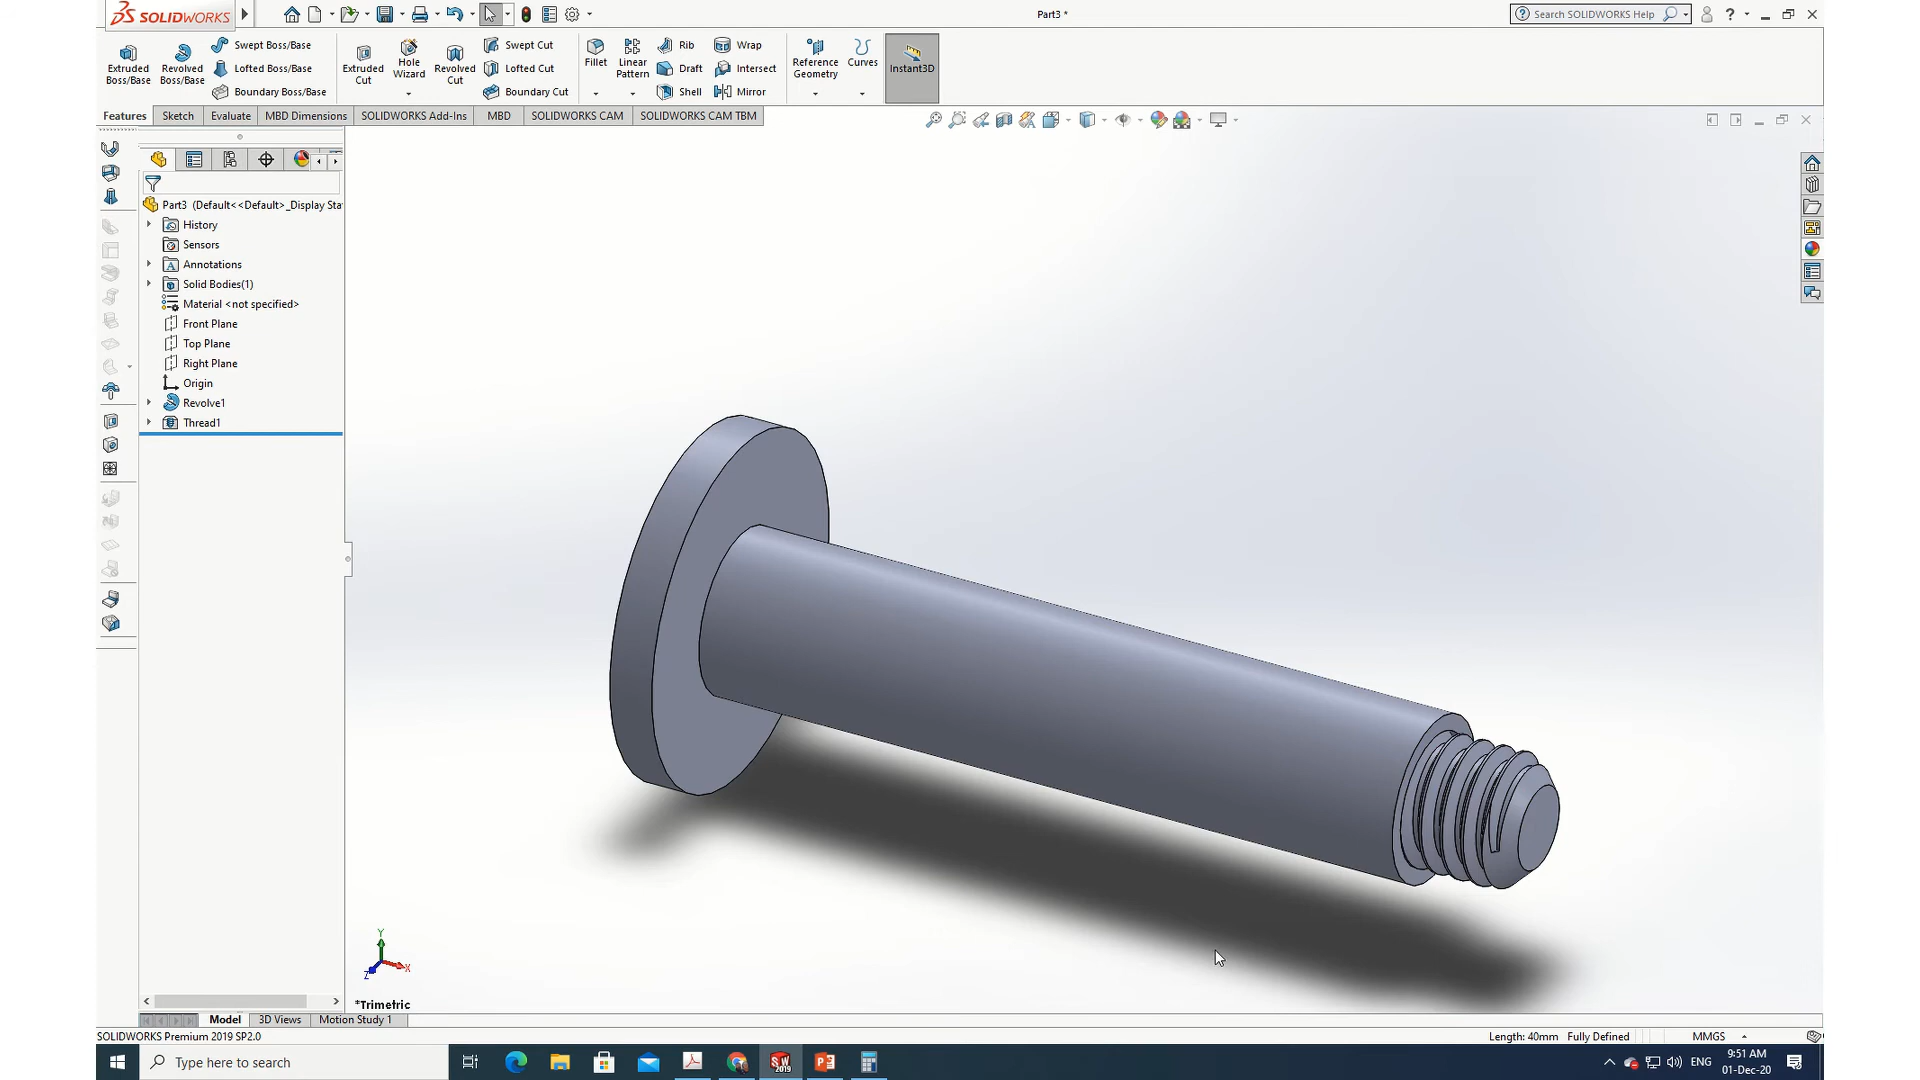 SOLIDWORKS
Part3 *
Search SOLIDWORKS Help
?
Extruded Boss/Base
Revolved Boss/Base
Swept Boss/Base
Lofted Boss/Base
Boundary Boss/Base
Extruded Cut
Hole Wizard
Revolved Cut
Swept Cut
Lofted Cut
Boundary Cut
Fillet
Linear Pattern
Rib
Draft
Shell
Wrap
Intersect
Mirror
Reference Geometry
Curves
Instant3D
Features
Sketch
Evaluate
MBD Dimensions
SOLIDWORKS Add-Ins
MBD
SOLIDWORKS CAM
SOLIDWORKS CAM TBM
Part3 (Default<<Default>_Display Sta
History
Sensors
Annotations
Solid Bodies(1)
Material <not specified>
Front Plane
Top Plane
Right Plane
Origin
Revolve1
Thread1
Y
X
Z
*Trimetric
Model
3D Views
Motion Study 1
SOLIDWORKS Premium 2019 SP2.0
Length: 40mm Fully Defined
MMGS
Type here to search
SW 2019
ENG
9:51 AM
01-Dec-20